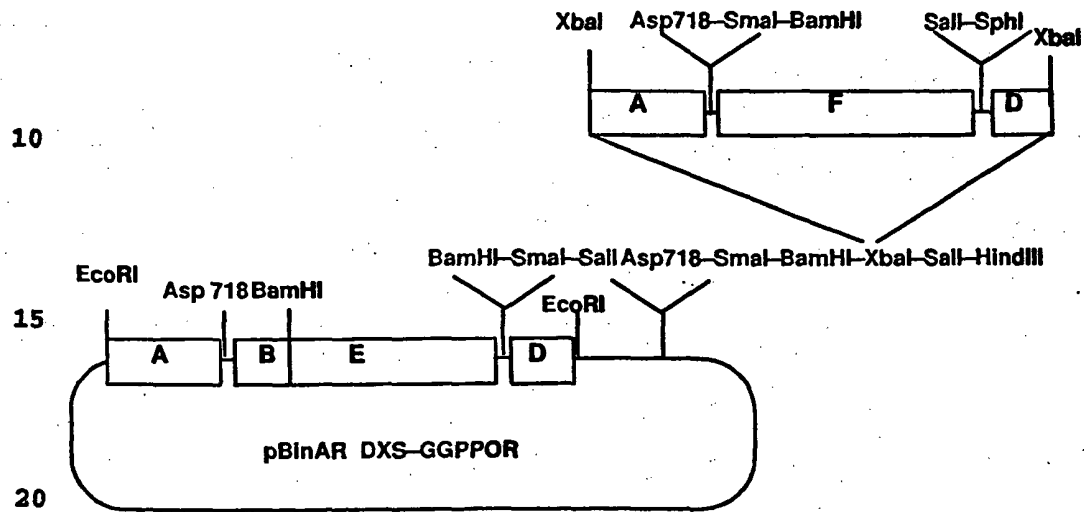 XbaI Asp718-SmaI-BamHI SalI-SphI XbaI
A F D
10
BamHI-SmaI-SalI Asp718-SmaI-BamHI-XbaI-SalI-HindIII
EcoRI Asp 718 BamHI EcoRI
15
A B E D
pBinAR DXS-GGPPOR
20